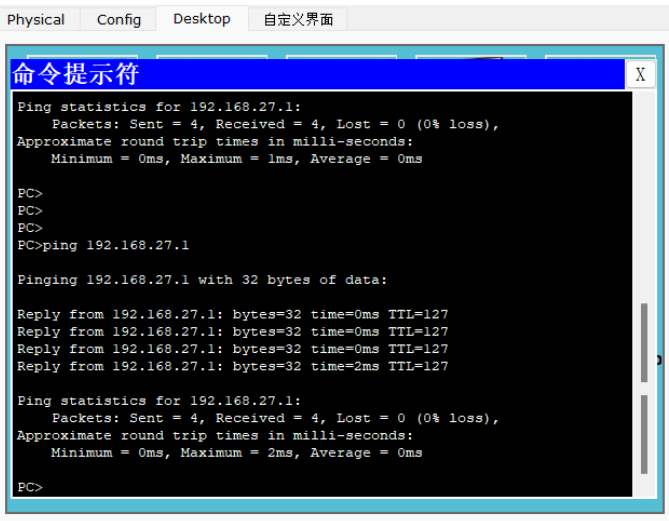 Physical Config Desktop 自定义界面
命令提示符 X
Ping statistics for 192.168.27.1:
Packets: Sent = 4, Received = 4, Lost = 0 (0% loss),
Approximate round trip times in milli-seconds:
Minimum = 0ms, Maximum = 1ms, Average = 0ms
PC>
PC>
PC>
PC>ping 192.168.27.1
Pinging 192.168.27.1 with 32 bytes of data:
Reply from 192.168.27.1: bytes=32 time=0ms TTL=127
Reply from 192.168.27.1: bytes=32 time=0ms TTL=127
Reply from 192.168.27.1: bytes=32 time=0ms TTL=127
Reply from 192.168.27.1: bytes=32 time=2ms TTL=127
Ping statistics for 192.168.27.1:
Packets: Sent = 4, Received = 4, Lost = 0 (0% loss),
Approximate round trip times in milli-seconds:
Minimum = 0ms, Maximum = 2ms, Average = 0ms
PC>